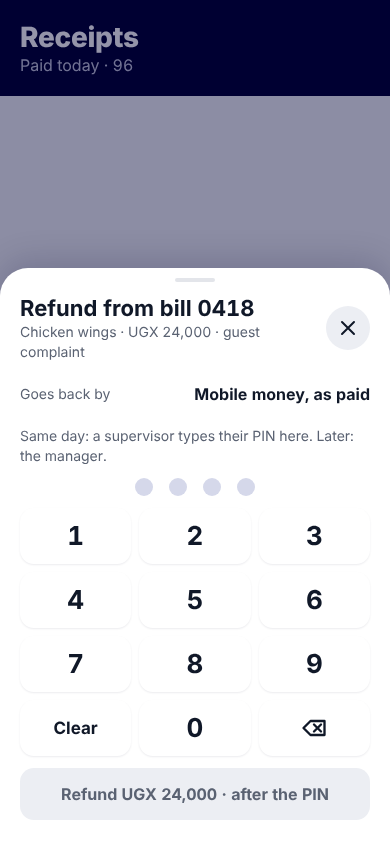 Receipts
Paid today · 96
Refund from bill 0418
Chicken wings · UGX 24,000 · guest
complaint
Goes back by
Mobile money, as paid
Same day: a supervisor types their PIN here. Later:
the manager.
1 2 3
4 5 6
7 8 9
Clear 0
Refund UGX 24,000 · after the PIN